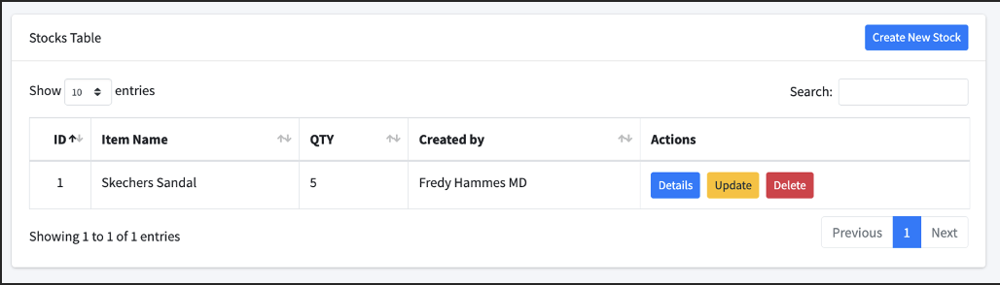 Stocks Table Create New Stock
Show 10 entries Search:
ID Item Name QTY Created by Actions
1 Skechers Sandal 5 Fredy Hammes MD Details Update Delete
Showing 1 to 1 of 1 entries Previous 1 Next